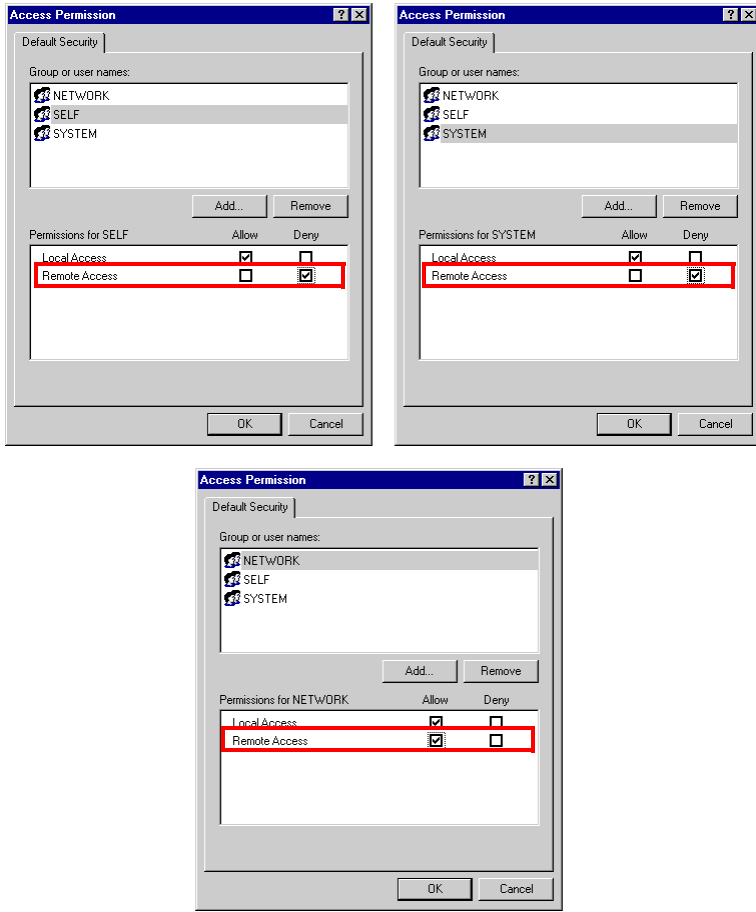 Access Permission
Default Security
Group or user names:
NETWORK
SELF
SYSTEM
Add... Remove
Permissions for SELF Allow Deny
Local Access
Remote Access
OK Cancel
Access Permission
Default Security
Group or user names:
NETWORK
SELF
SYSTEM
Add... Remove
Permissions for SYSTEM Allow Deny
Local Access
Remote Access
OK Cancel
Access Permission
Default Security
Group or user names:
NETWORK
SELF
SYSTEM
Add... Remove
Permissions for NETWORK Allow Deny
Local Access
Remote Access
OK Cancel